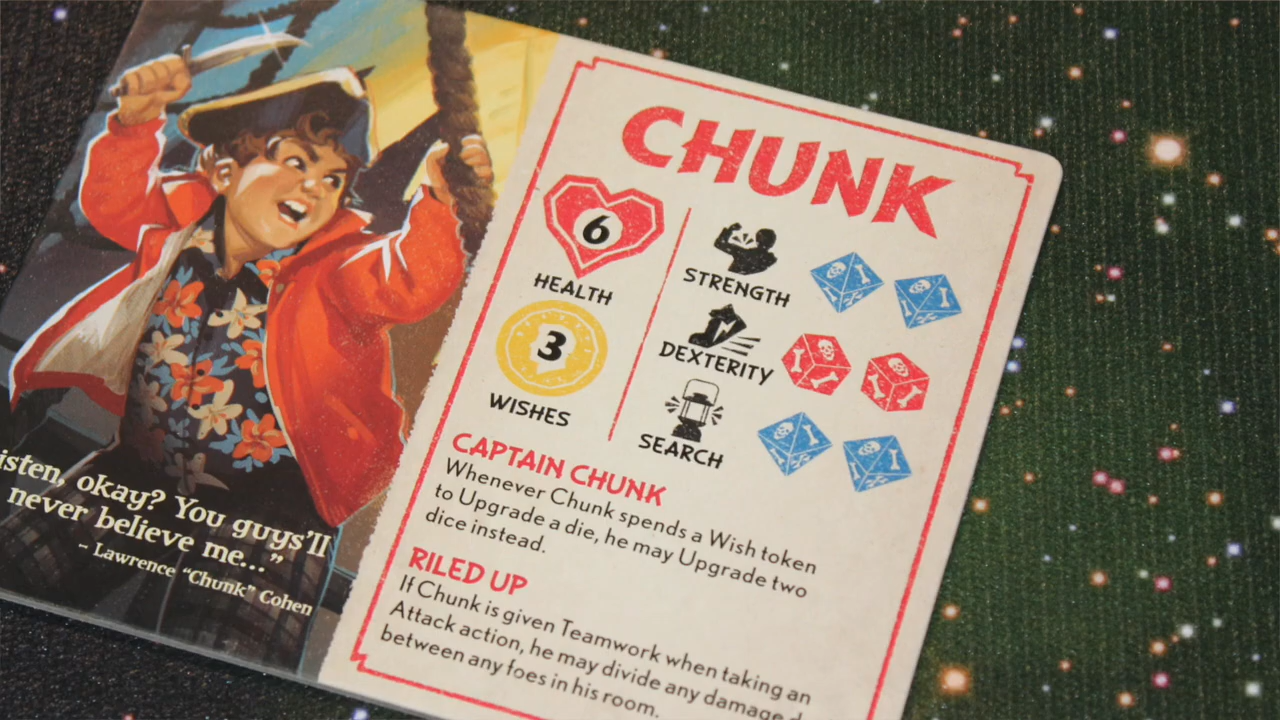 isten, okay? You guys'll
never believe me..."
– Lawrence "Chunk" Cohen
CHUNK
6
HEALTH
3
WISHES
STRENGTH
DEXTERITY
SEARCH
CAPTAIN CHUNK
Whenever Chunk spends a Wish token
to Upgrade a die, he may Upgrade two
dice instead.
RILED UP
If Chunk is given Teamwork when taking an
Attack action, he may divide any damage d
between any foes in his room.